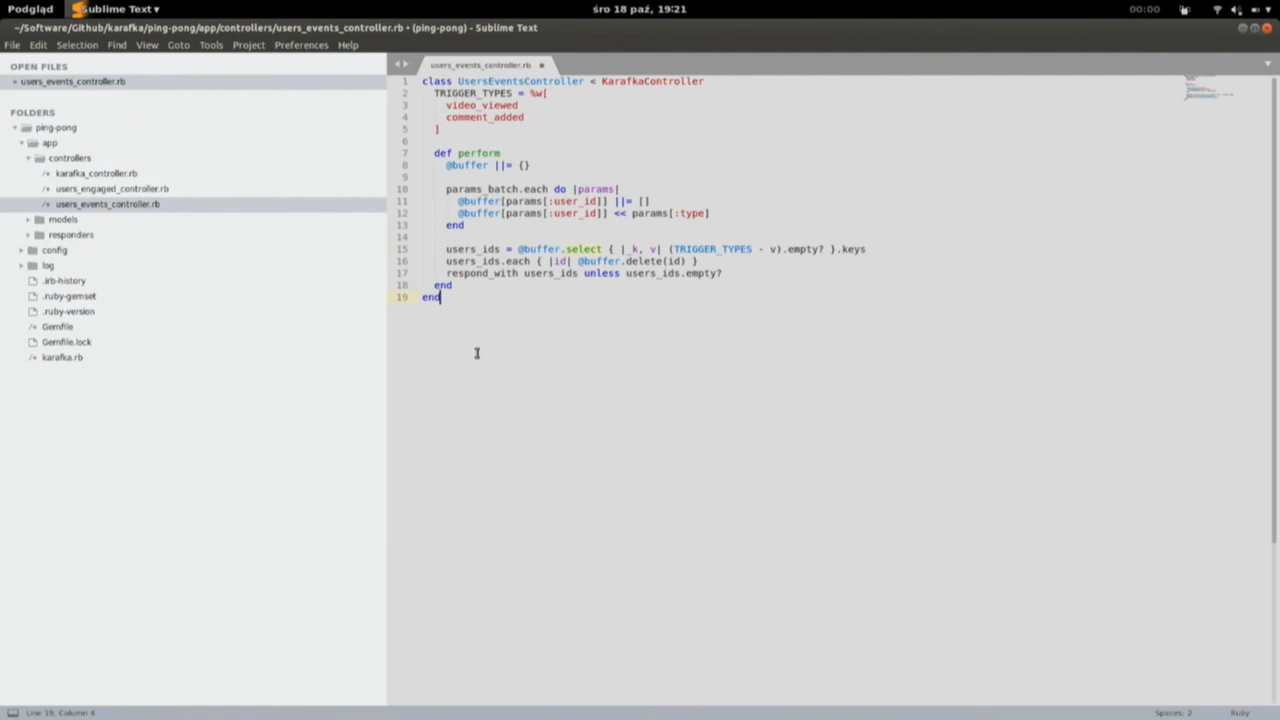 Podgląd
Sublime Text ▾
śro 18 paź, 19:21
00:00
~/Software/Github/karafka/ping-pong/app/controllers/users_events_controller.rb • (ping-pong) - Sublime Text
File Edit Selection Find View Goto Tools Project Preferences Help
OPEN FILES
users_events_controller.rb
FOLDERS
ping-pong
app
controllers
/* karafka_controller.rb
/* users_engaged_controller.rb
/* users_events_controller.rb
models
responders
config
log
.irb-history
.ruby-gemset
.ruby-version
/* Gemfile
Gemfile.lock
/* karafka.rb
users_events_controller.rb
1 class UsersEventsController < KarafkaController
2 TRIGGER_TYPES = %w[
3 video_viewed
4 comment_added
5 ]
6
7 def perform
8 @buffer ||= {}
9
10 params_batch.each do |params|
11 @buffer[params[:user_id]] ||= []
12 @buffer[params[:user_id]] << params[:type]
13 end
14
15 users_ids = @buffer.select { |_k, v| (TRIGGER_TYPES - v).empty? }.keys
16 users_ids.each { |id| @buffer.delete(id) }
17 respond_with users_ids unless users_ids.empty?
18 end
19 end
Line 19, Column 4
Spaces: 2
Ruby